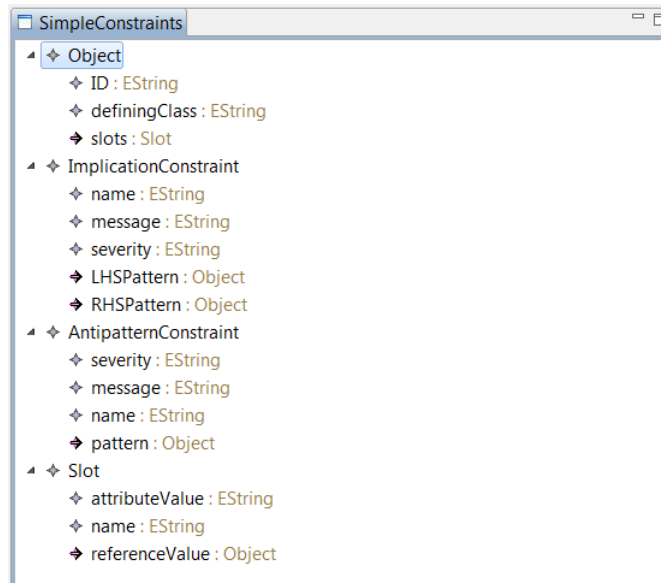 SimpleConstraints
Object
ID : EString
definingClass : EString
slots : Slot
ImplicationConstraint
name : EString
message : EString
severity : EString
LHSPattern : Object
RHSPattern : Object
AntipatternConstraint
severity : EString
message : EString
name : EString
pattern : Object
Slot
attributeValue : EString
name : EString
referenceValue : Object